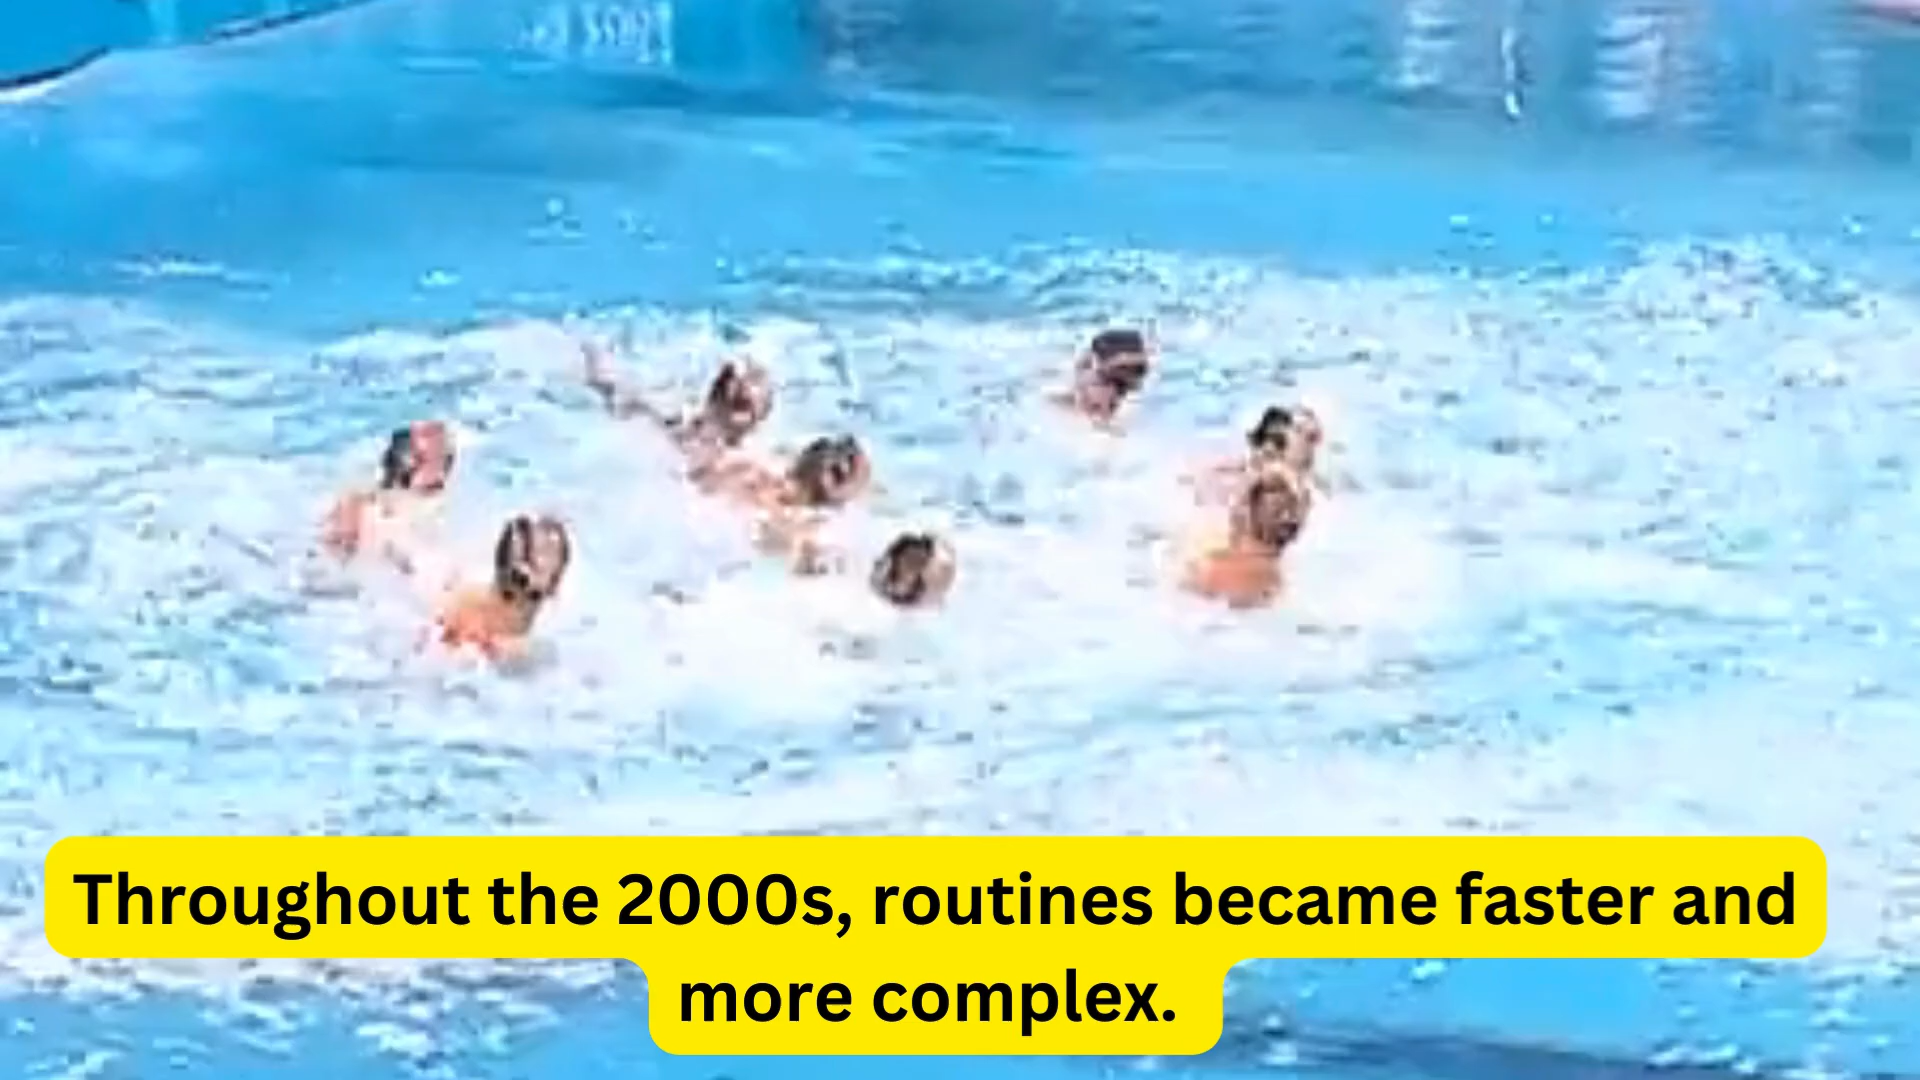 Throughout the 2000s, routines became faster and
more complex.